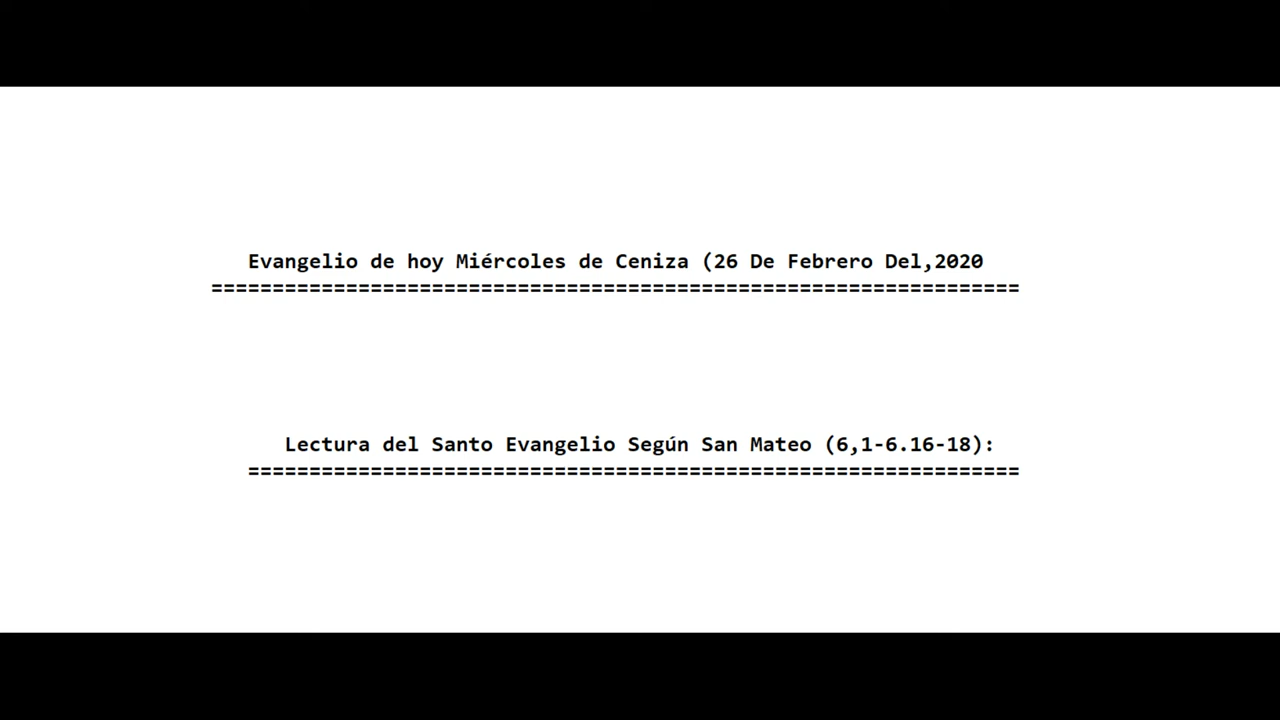 Evangelio de hoy Miércoles de Ceniza (26 De Febrero Del,2020
==================================================================
Lectura del Santo Evangelio Según San Mateo (6,1-6.16-18):
===============================================================